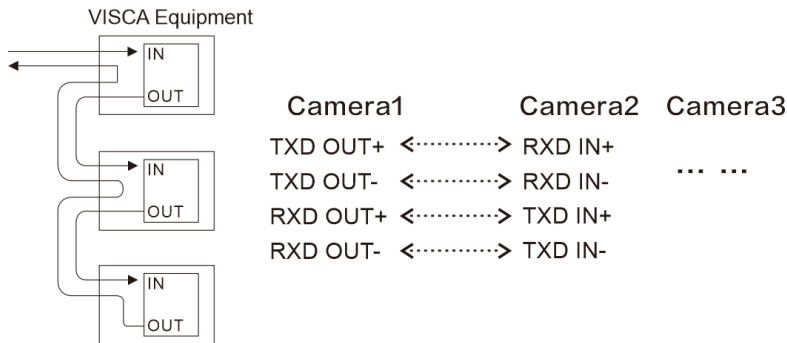 VISCA Equipment
IN
OUT
IN
OUT
IN
OUT
Camera1 Camera2 Camera3
TXD OUT+ RXD IN+
TXD OUT- RXD IN- ... ...
RXD OUT+ TXD IN+
RXD OUT- TXD IN-